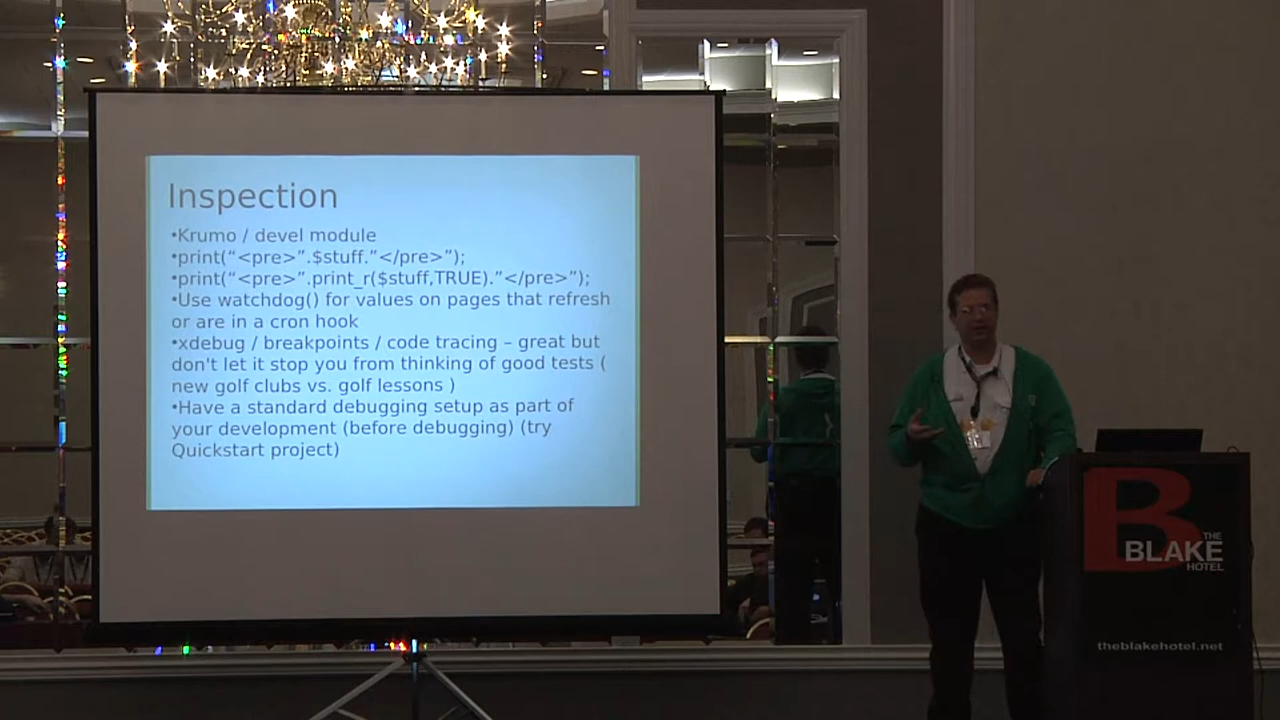 Inspection
•Krumo / devel module
•print(“<pre>”.$stuff.”</pre>”);
•print(“<pre>”.print_r($stuff,TRUE).”</pre>”);
•Use watchdog() for values on pages that refresh
or are in a cron hook
•xdebug / breakpoints / code tracing – great but
don't let it stop you from thinking of good tests (
new golf clubs vs. golf lessons )
•Have a standard debugging setup as part of
your development (before debugging) (try
Quickstart project)
B
THE
BLAKE
HOTEL
theblakehotel.net